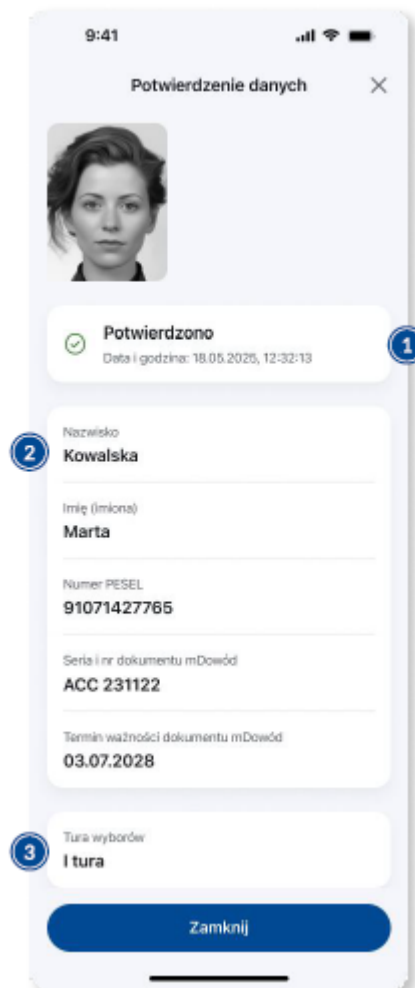 9:41
Potwierdzenie danych
Potwierdzono
Data i godzina: 18.05.2025, 12:32:13
1
Nazwisko
2
Kowalska
Imię (imiona)
Marta
Numer PESEL
91071427765
Seria i nr dokumentu mDowód
ACC 231122
Termin ważności dokumentu mDowód
03.07.2028
Tura wyborów
3
I tura
Zamknij